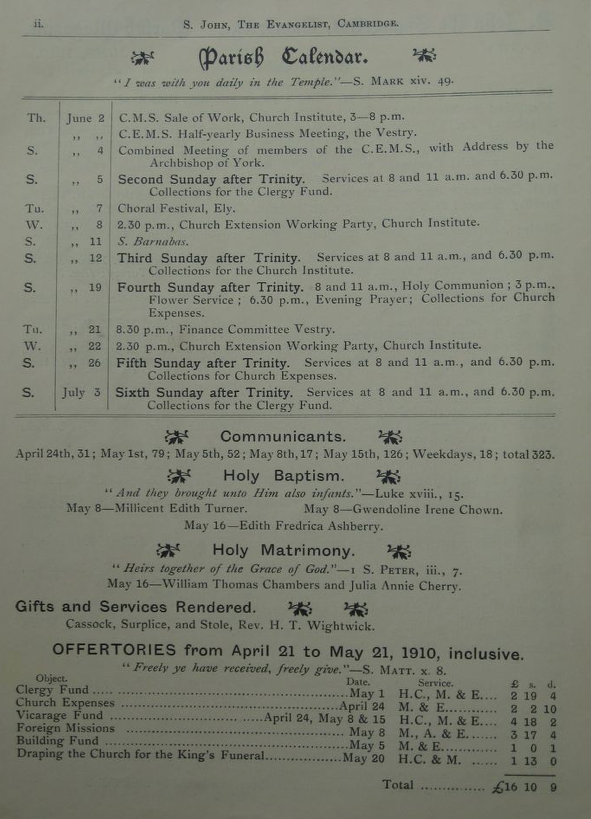 ii. S. John, The Evangelist, Cambridge.
Parish Calendar.
"I was with you daily in the Temple."—S. Mark xiv. 49.
Th. June 2 C.M.S. Sale of Work, Church Institute, 3—8 p.m.
,, ,, C.E.M.S. Half-yearly Business Meeting, the Vestry.
S. ,, 4 Combined Meeting of members of the C.E.M.S., with Address by the
Archbishop of York.
S. ,, 5 Second Sunday after Trinity. Services at 8 and 11 a.m. and 6.30 p.m.
Collections for the Clergy Fund.
Tu. ,, 7 Choral Festival, Ely.
W. ,, 8 2.30 p.m., Church Extension Working Party, Church Institute.
S. ,, 11 S. Barnabas.
S. ,, 12 Third Sunday after Trinity. Services at 8 and 11 a.m., and 6.30 p.m.
Collections for the Church Institute.
S. ,, 19 Fourth Sunday after Trinity. 8 and 11 a.m., Holy Communion; 3 p.m.,
Flower Service; 6.30 p.m., Evening Prayer; Collections for Church
Expenses.
Tu. ,, 21 8.30 p.m., Finance Committee Vestry.
W. ,, 22 2.30 p.m., Church Extension Working Party, Church Institute.
S. ,, 26 Fifth Sunday after Trinity. Services at 8 and 11 a.m., and 6.30 p.m.
Collections for Church Expenses.
S. July 3 Sixth Sunday after Trinity. Services at 8 and 11 a.m., and 6.30 p.m.
Collections for the Clergy Fund.
Communicants.
April 24th, 31; May 1st, 79; May 5th, 52; May 8th, 17; May 15th, 126; Weekdays, 18; total 323.
Holy Baptism.
"And they brought unto Him also infants."—Luke xviii., 15.
May 8—Millicent Edith Turner. May 8—Gwendoline Irene Chown.
May 16—Edith Fredrica Ashberry.
Holy Matrimony.
"Heirs together of the Grace of God."—1 S. Peter, iii., 7.
May 16—William Thomas Chambers and Julia Annie Cherry.
Gifts and Services Rendered.
Cassock, Surplice, and Stole, Rev. H. T. Wightwick.
OFFERTORIES from April 21 to May 21, 1910, inclusive.
"Freely ye have received, freely give."—S. Matt. x. 8.
Object. Date. Service. £ s. d.
Clergy Fund ..... May 1 H.C., M. & E.... 2 19 4
Church Expenses ..... April 24 M. & E. ..... 2 2 10
Vicarage Fund ..... April 24, May 8 & 15 H.C., M. & E.... 4 18 2
Foreign Missions ..... May 8 M., A. & E. .... 3 17 4
Building Fund ..... May 5 M. & E. ..... 1 0 1
Draping the Church for the King's Funeral..... May 20 H.C. & M. ...... 1 13 0
Total ............... £16 10 9